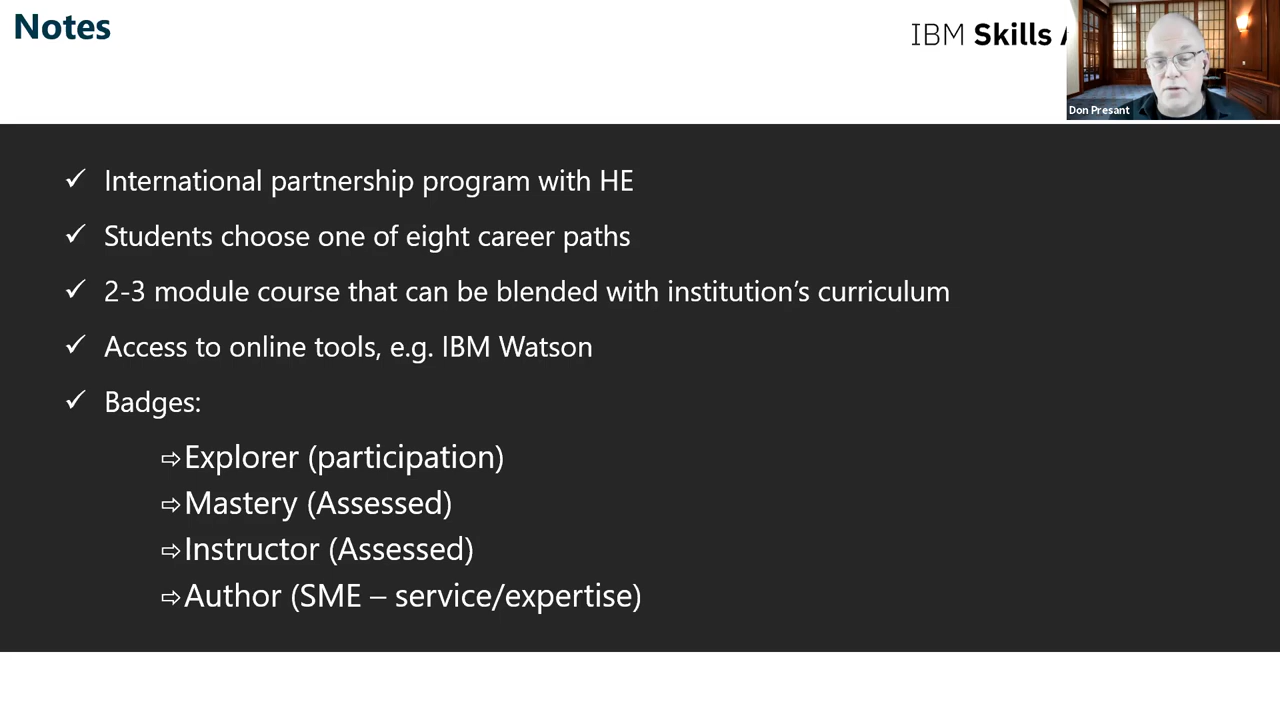 Notes
IBM Skills
Don Presant
✓ International partnership program with HE
✓ Students choose one of eight career paths
✓ 2-3 module course that can be blended with institution’s curriculum
✓ Access to online tools, e.g. IBM Watson
✓ Badges:
⇨Explorer (participation)
⇨Mastery (Assessed)
⇨Instructor (Assessed)
⇨Author (SME – service/expertise)